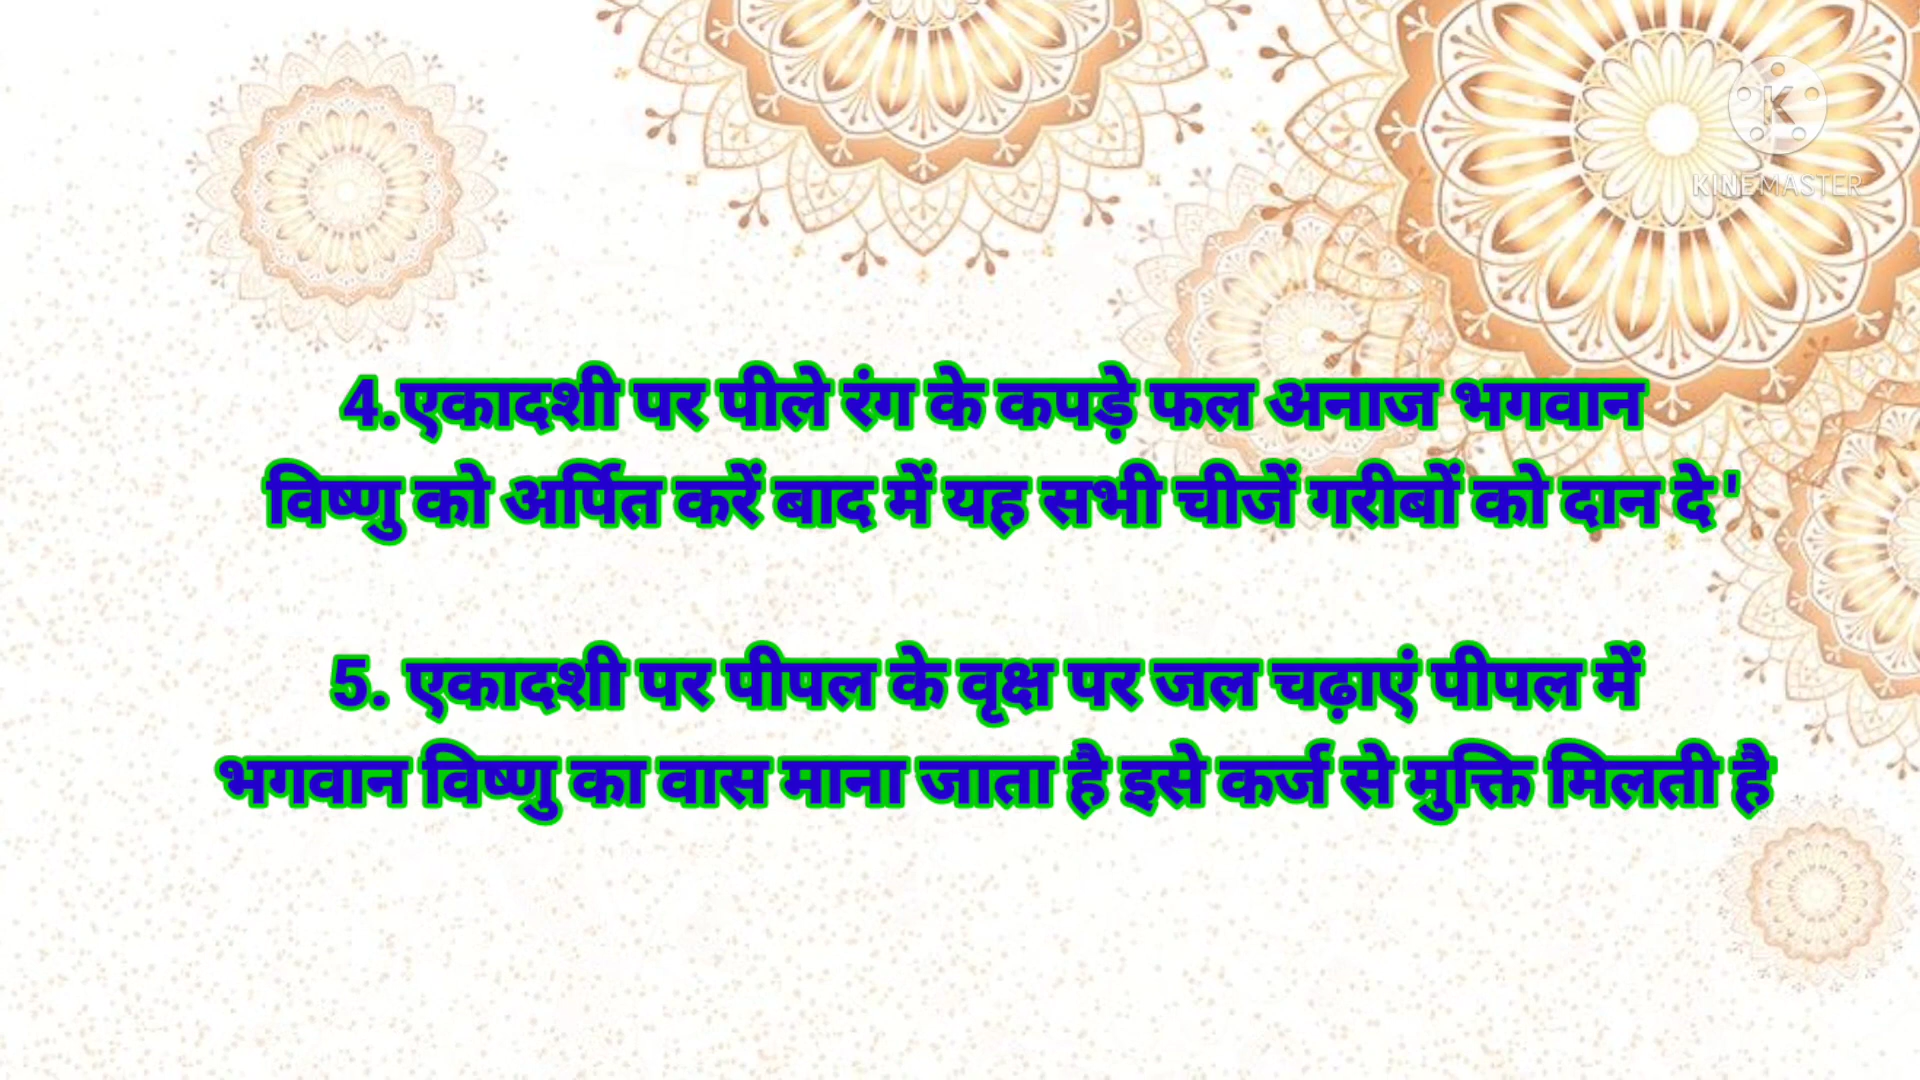 KINEMASTER
4.एकादशी पर पीले रंग के कपड़े फल अनाज भगवान
विष्णु को अर्पित करें बाद में यह सभी चीजें गरीबों को दान दे '
5. एकादशी पर पीपल के वृक्ष पर जल चढ़ाएं पीपल में
भगवान विष्णु का वास माना जाता है इसे कर्ज से मुक्ति मिलती है